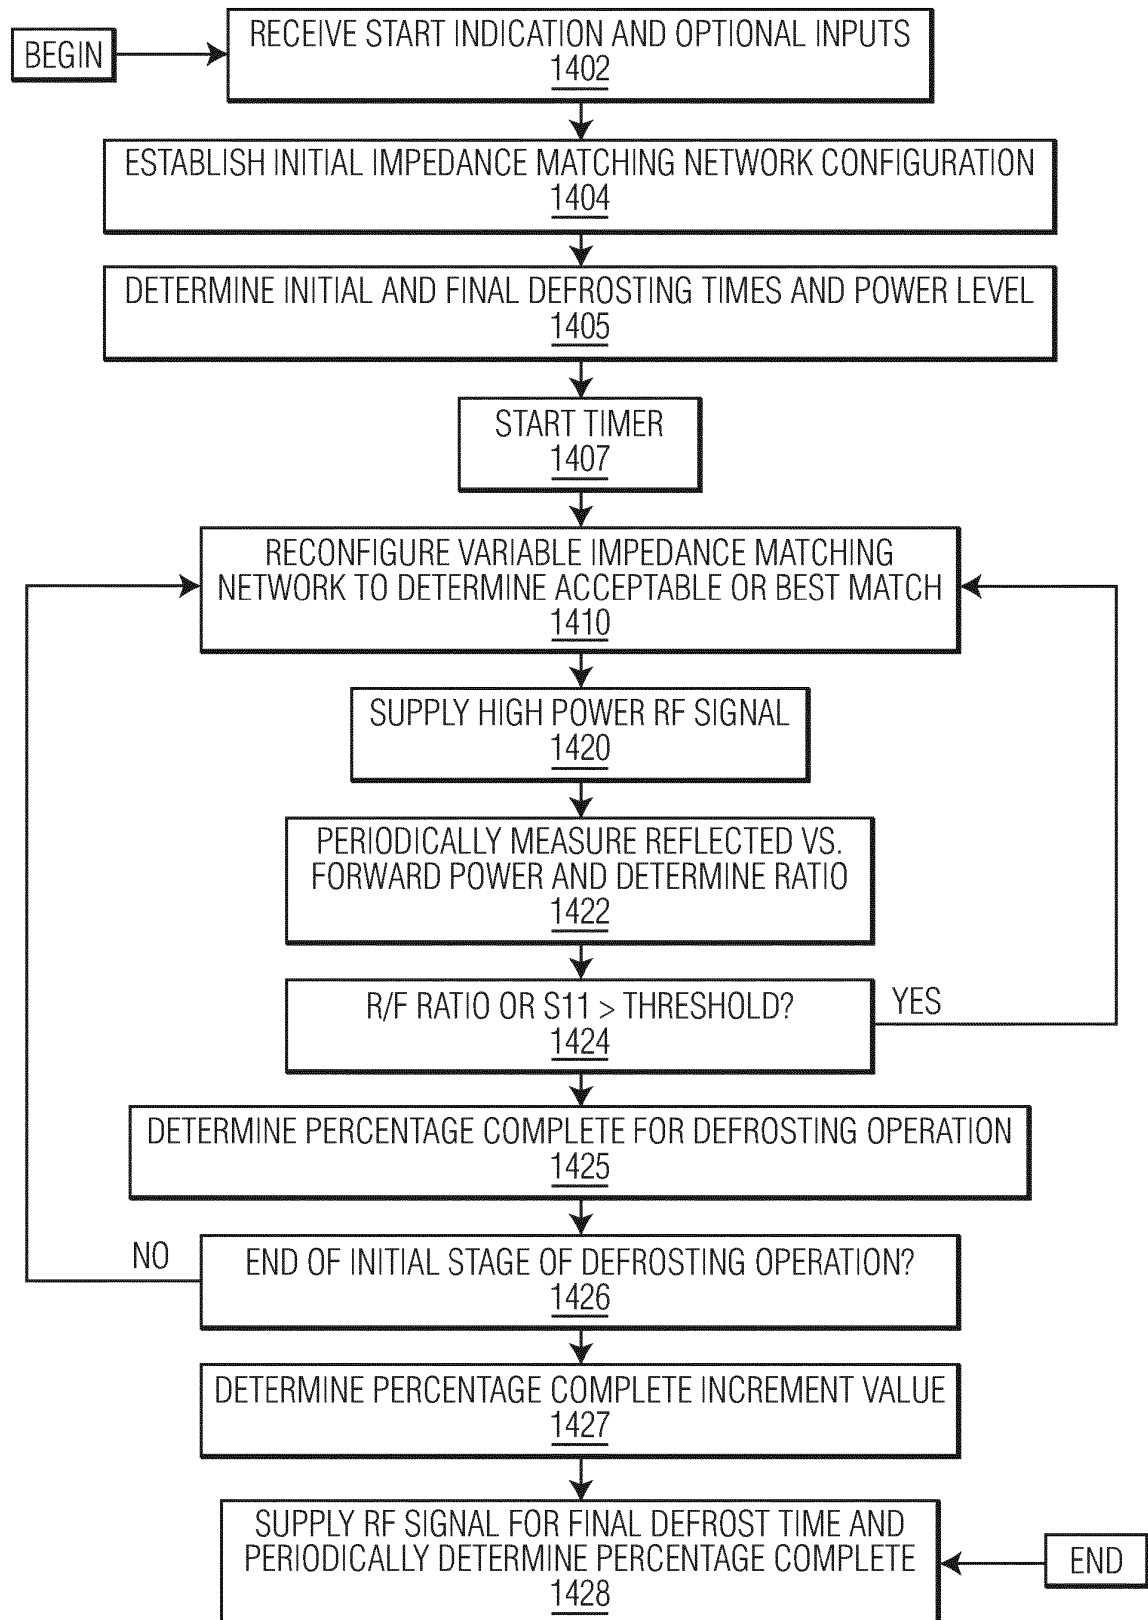 BEGIN
RECEIVE START INDICATION AND OPTIONAL INPUTS
1402
ESTABLISH INITIAL IMPEDANCE MATCHING NETWORK CONFIGURATION
1404
DETERMINE INITIAL AND FINAL DEFROSTING TIMES AND POWER LEVEL
1405
START TIMER
1407
RECONFIGURE VARIABLE IMPEDANCE MATCHING
NETWORK TO DETERMINE ACCEPTABLE OR BEST MATCH
1410
SUPPLY HIGH POWER RF SIGNAL
1420
PERIODICALLY MEASURE REFLECTED VS.
FORWARD POWER AND DETERMINE RATIO
1422
R/F RATIO OR S11 > THRESHOLD?
1424
YES
DETERMINE PERCENTAGE COMPLETE FOR DEFROSTING OPERATION
1425
NO
END OF INITIAL STAGE OF DEFROSTING OPERATION?
1426
DETERMINE PERCENTAGE COMPLETE INCREMENT VALUE
1427
SUPPLY RF SIGNAL FOR FINAL DEFROST TIME AND
PERIODICALLY DETERMINE PERCENTAGE COMPLETE
1428
END